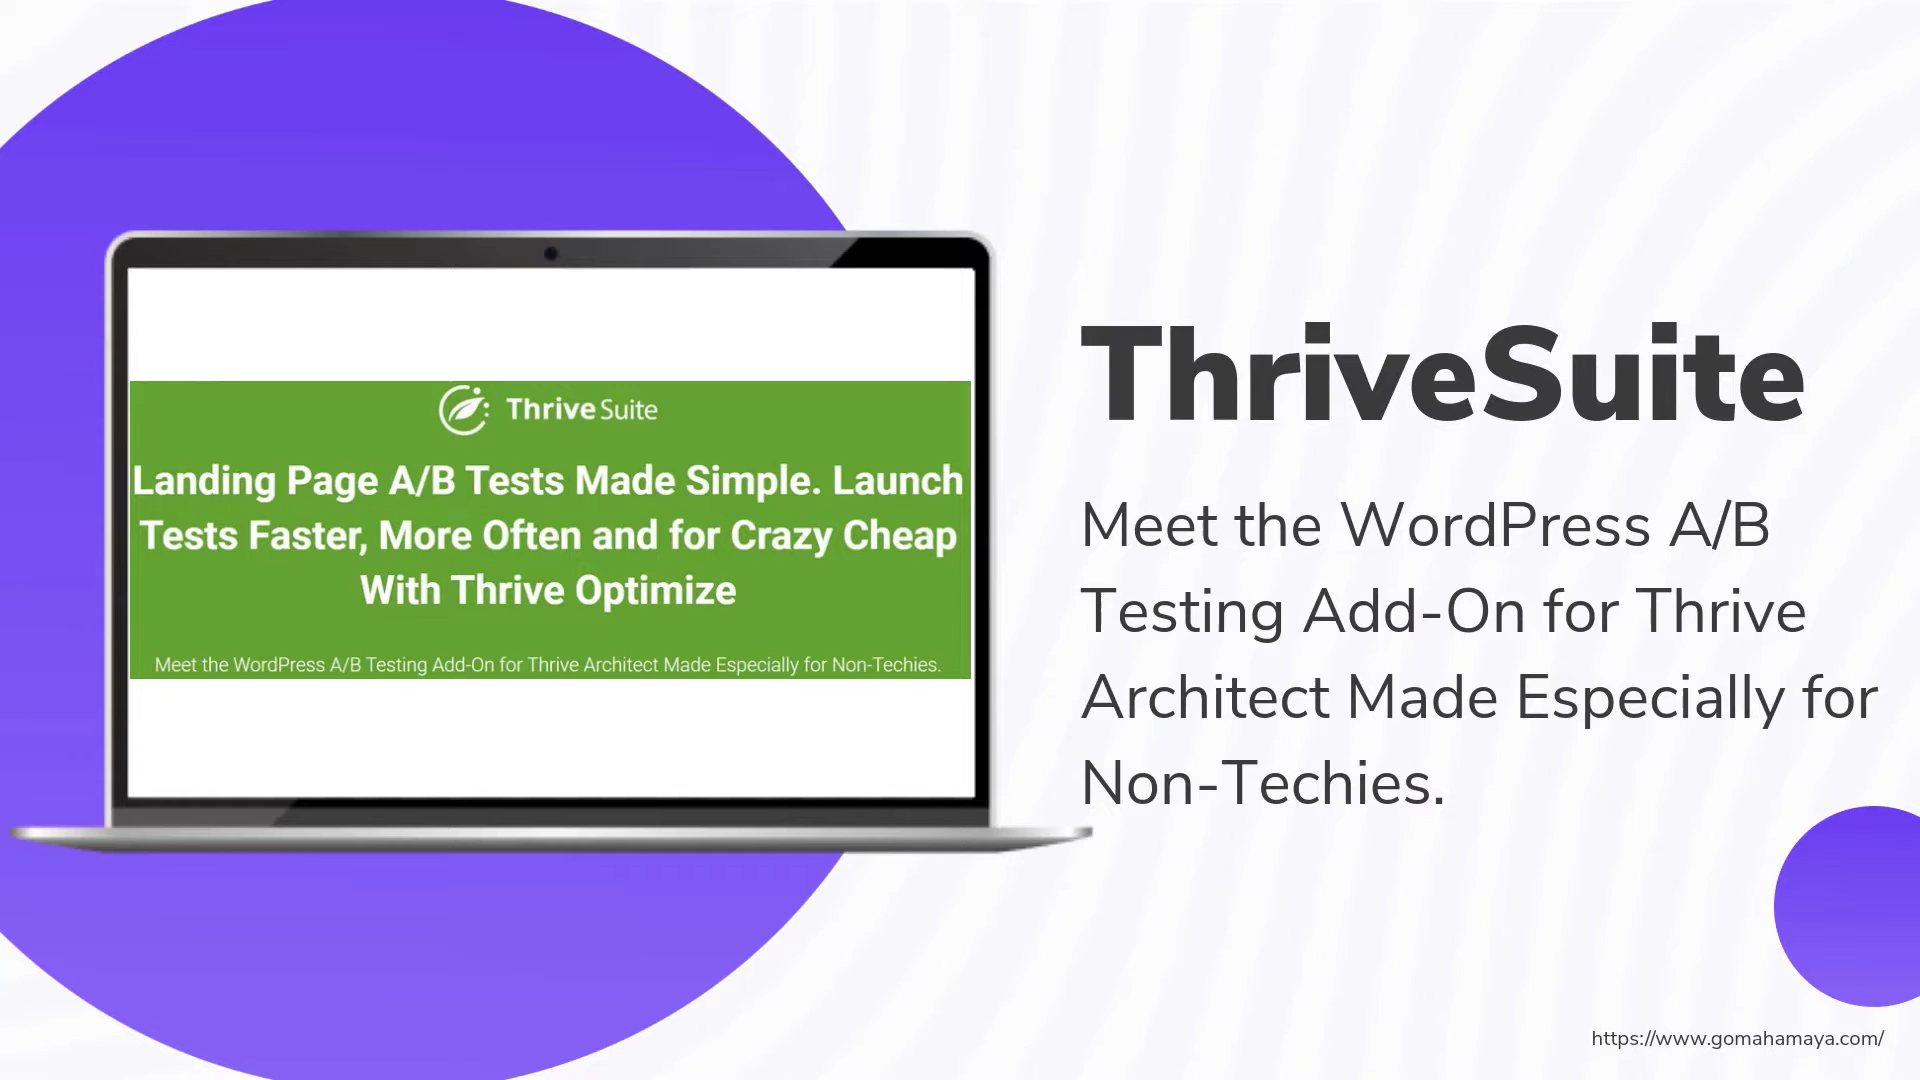 Thrive Suite
Landing Page A/B Tests Made Simple. Launch
Tests Faster, More Often and for Crazy Cheap
With Thrive Optimize
Meet the WordPress A/B Testing Add-On for Thrive Architect Made Especially for Non-Techies.
ThriveSuite
Meet the WordPress A/B
Testing Add-On for Thrive
Architect Made Especially for
Non-Techies.
https://www.gomahamaya.com/